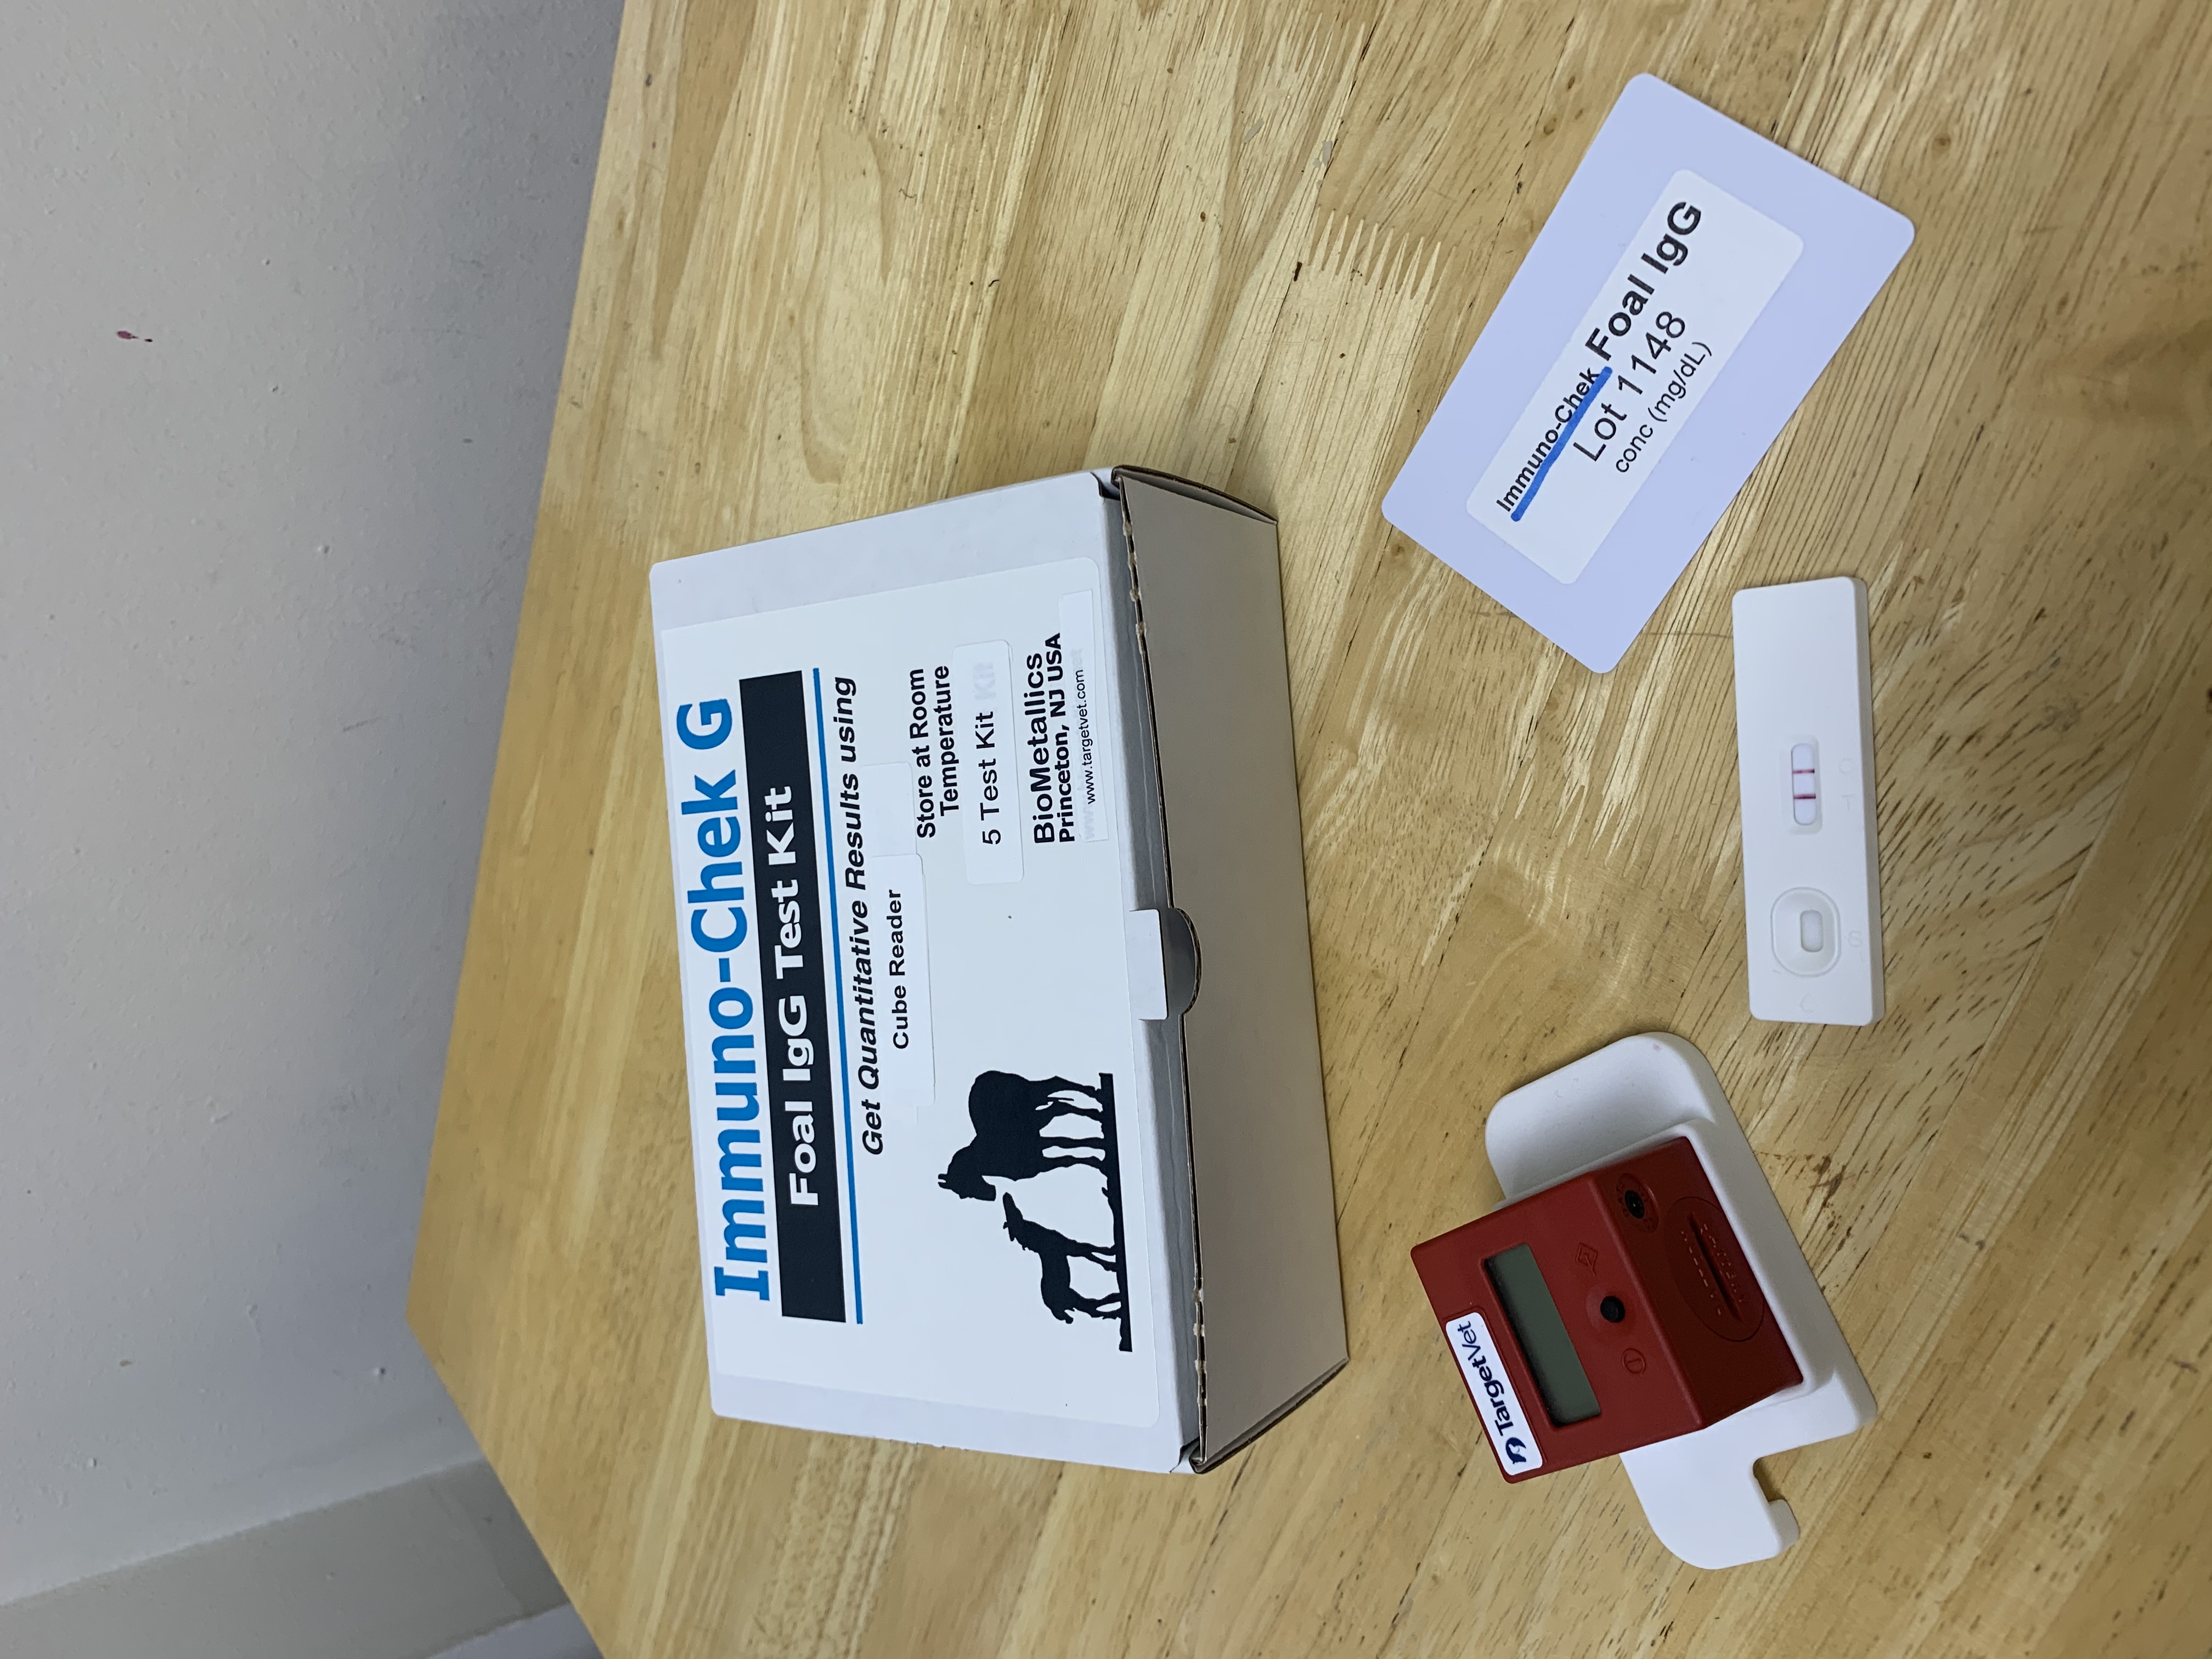 Immuno-Chek G
Foal IgG Test Kit
Get Quantitative Results using
Cube Reader
Store at Room
Temperature
5 Test Kit Kit
BioMetallics
Princeton, NJ USA
www.targetvet.com
TargetVet
Immuno-Chek Foal IgG
Lot 1148
conc (mg/dL)
T C